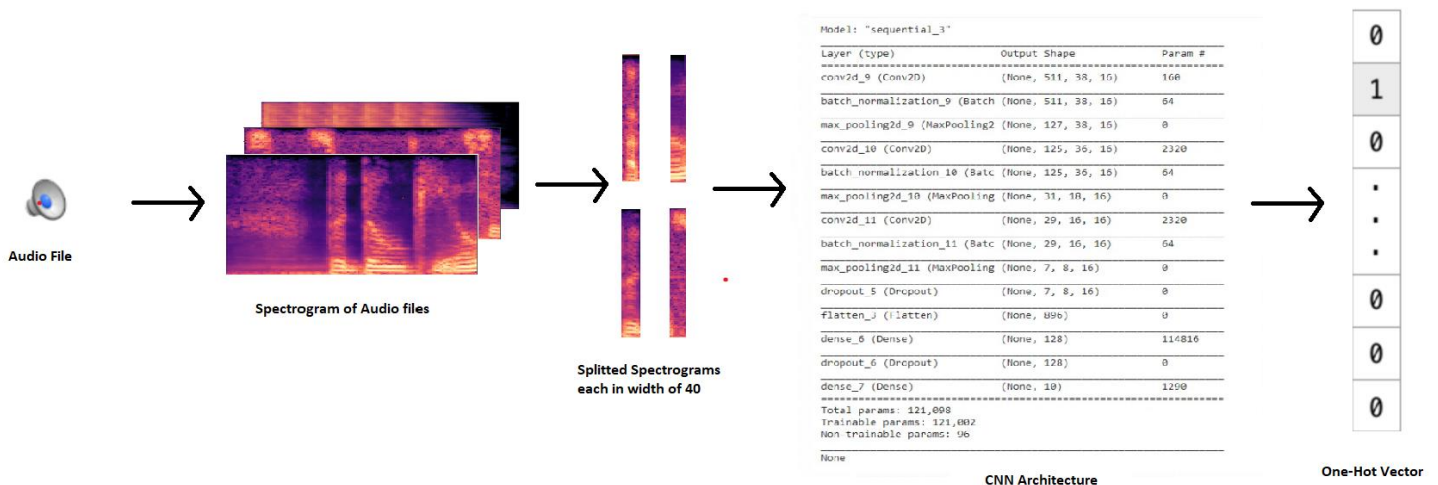 Audio File
Spectrogram of Audio files
Splitted Spectrograms
each in width of 40
Model: "sequential_3"
Layer (type) Output Shape Param #
conv2d_9 (Conv2D) (None, 511, 38, 16) 160
batch_normalization_9 (Batch (None, 511, 38, 16) 64
max_pooling2d_9 (MaxPooling2 (None, 127, 38, 16) 0
conv2d_10 (Conv2D) (None, 125, 36, 16) 2320
batch_normalization_10 (Batc (None, 125, 36, 16) 64
max_pooling2d_10 (MaxPooling (None, 31, 18, 16) 0
conv2d_11 (Conv2D) (None, 29, 16, 16) 2320
batch_normalization_11 (Batc (None, 29, 16, 16) 64
max_pooling2d_11 (MaxPooling (None, 7, 8, 16) 0
dropout_5 (Dropout) (None, 7, 8, 16) 0
flatten_3 (Flatten) (None, 896) 0
dense_6 (Dense) (None, 128) 114816
dropout_6 (Dropout) (None, 128) 0
dense_7 (Dense) (None, 10) 1290
Total params: 121,098
Trainable params: 121,002
Non-trainable params: 96
None
CNN Architecture
0
1
0
.
.
.
0
0
0
One-Hot Vector